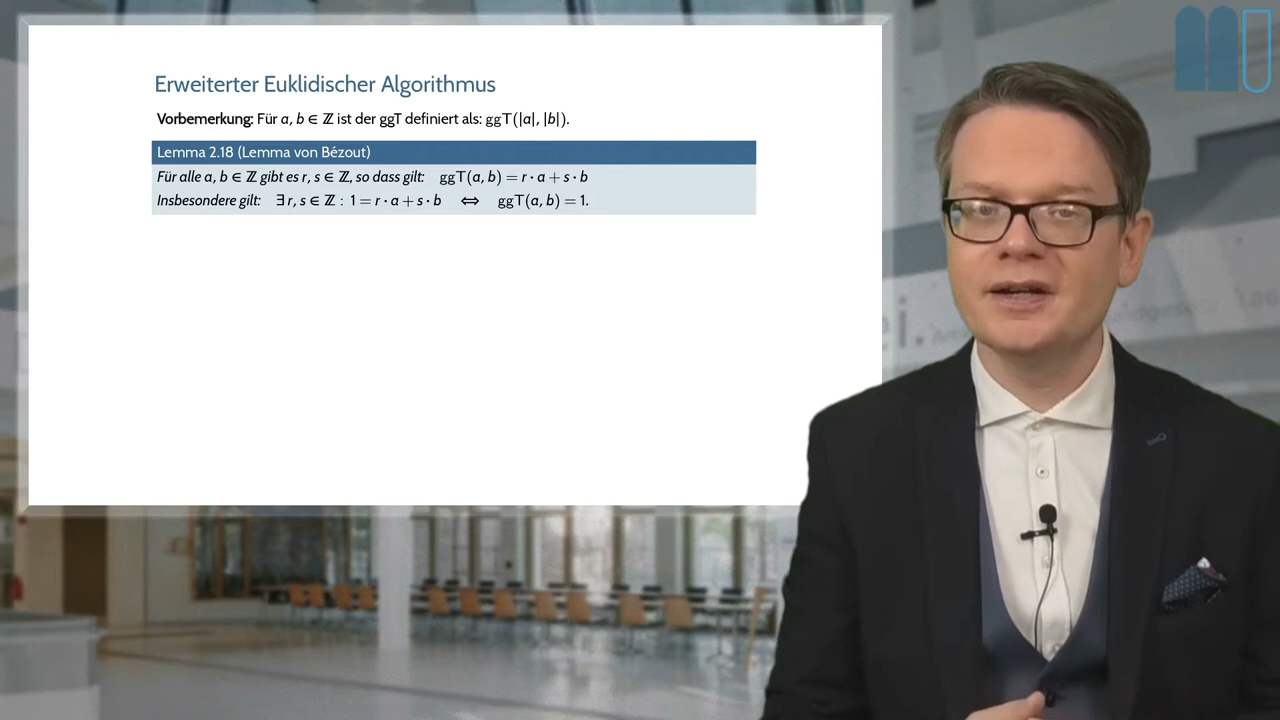 Erweiterter Euklidischer Algorithmus
Vorbemerkung: Für a, b ∈ ℤ ist der ggT definiert als: ggT(|a|, |b|).
Lemma 2.18 (Lemma von Bézout)
Für alle a, b ∈ ℤ gibt es r, s ∈ ℤ, so dass gilt: ggT(a, b) = r · a + s · b
Insbesondere gilt: ∃ r, s ∈ ℤ : 1 = r · a + s · b ⟺ ggT(a, b) = 1.
ei.